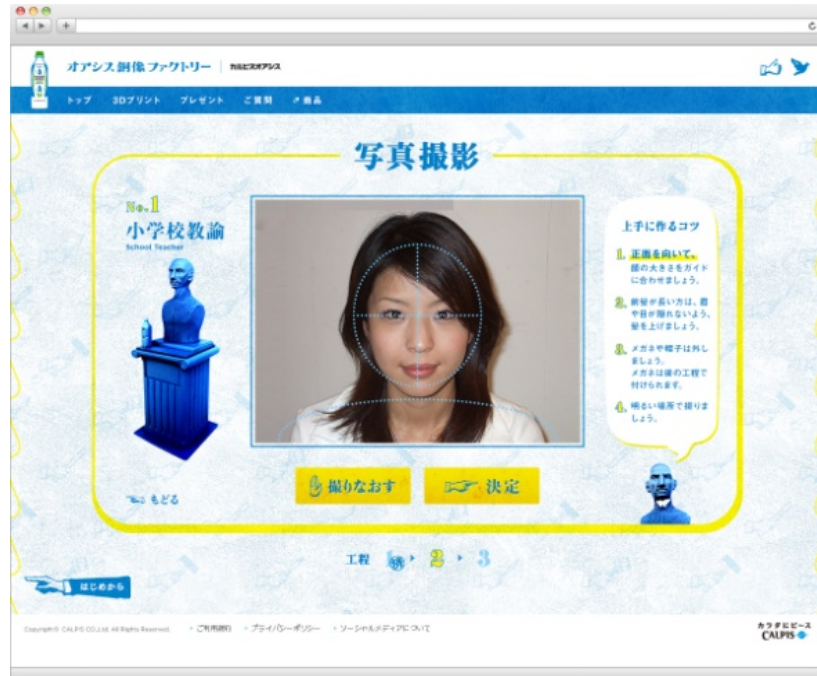 オアシス銅像ファクトリー
カルピスオアシス
トップ 3Dプリント プレゼント ご質問 商品
写真撮影
No.1
小学校教諭
School Teacher
もどる
撮りなおす
決定
上手に作るコツ
1. 正面を向いて、
顔の大きさをガイド
に合わせましょう。
2. 前髪が長い方は、眉
や目が隠れないよう、
髪を上げましょう。
3. メガネや帽子は外し
ましょう。
メガネは後の工程で
付けられます。
4. 明るい場所で撮りま
しょう。
工程 2 3
はじめから
Copyright© CALPIS CO.,Ltd. All Rights Reserved.
ご利用規約 プライバシーポリシー ソーシャルメディアについて
カラダにピース
CALPIS